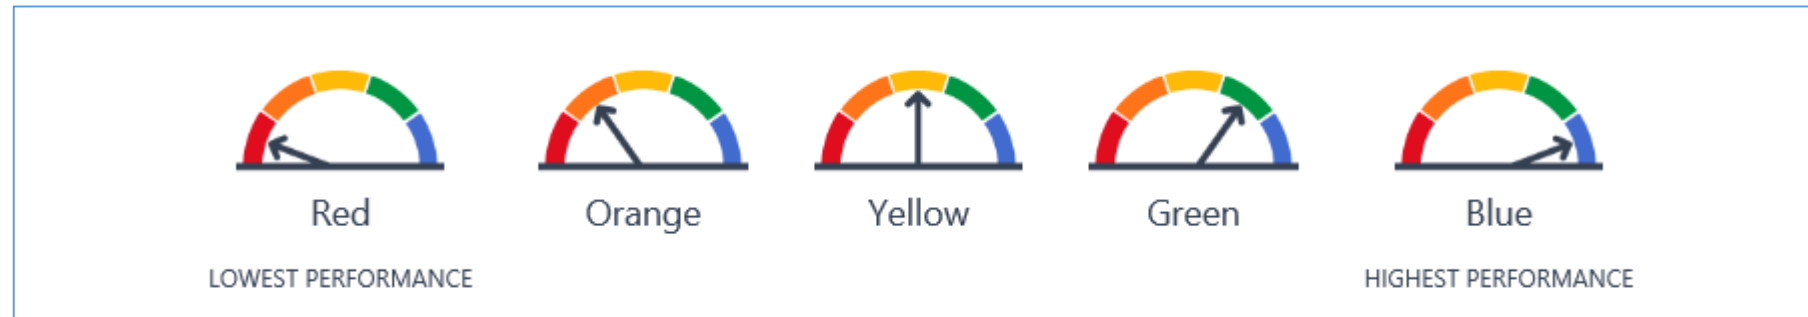 Red Orange Yellow Green Blue
LOWEST PERFORMANCE HIGHEST PERFORMANCE